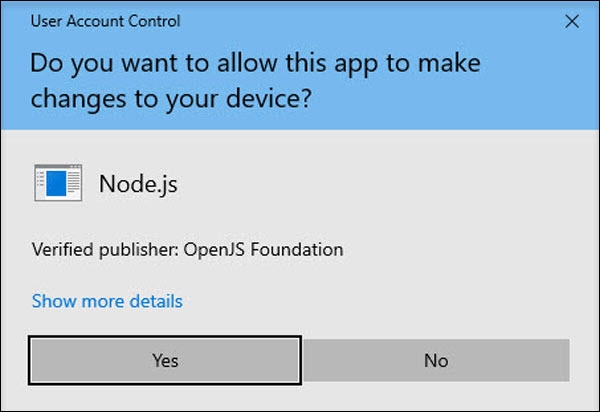 User Account Control
Do you want to allow this app to make
changes to your device?
Node.js
Verified publisher: OpenJS Foundation
Show more details
Yes
No